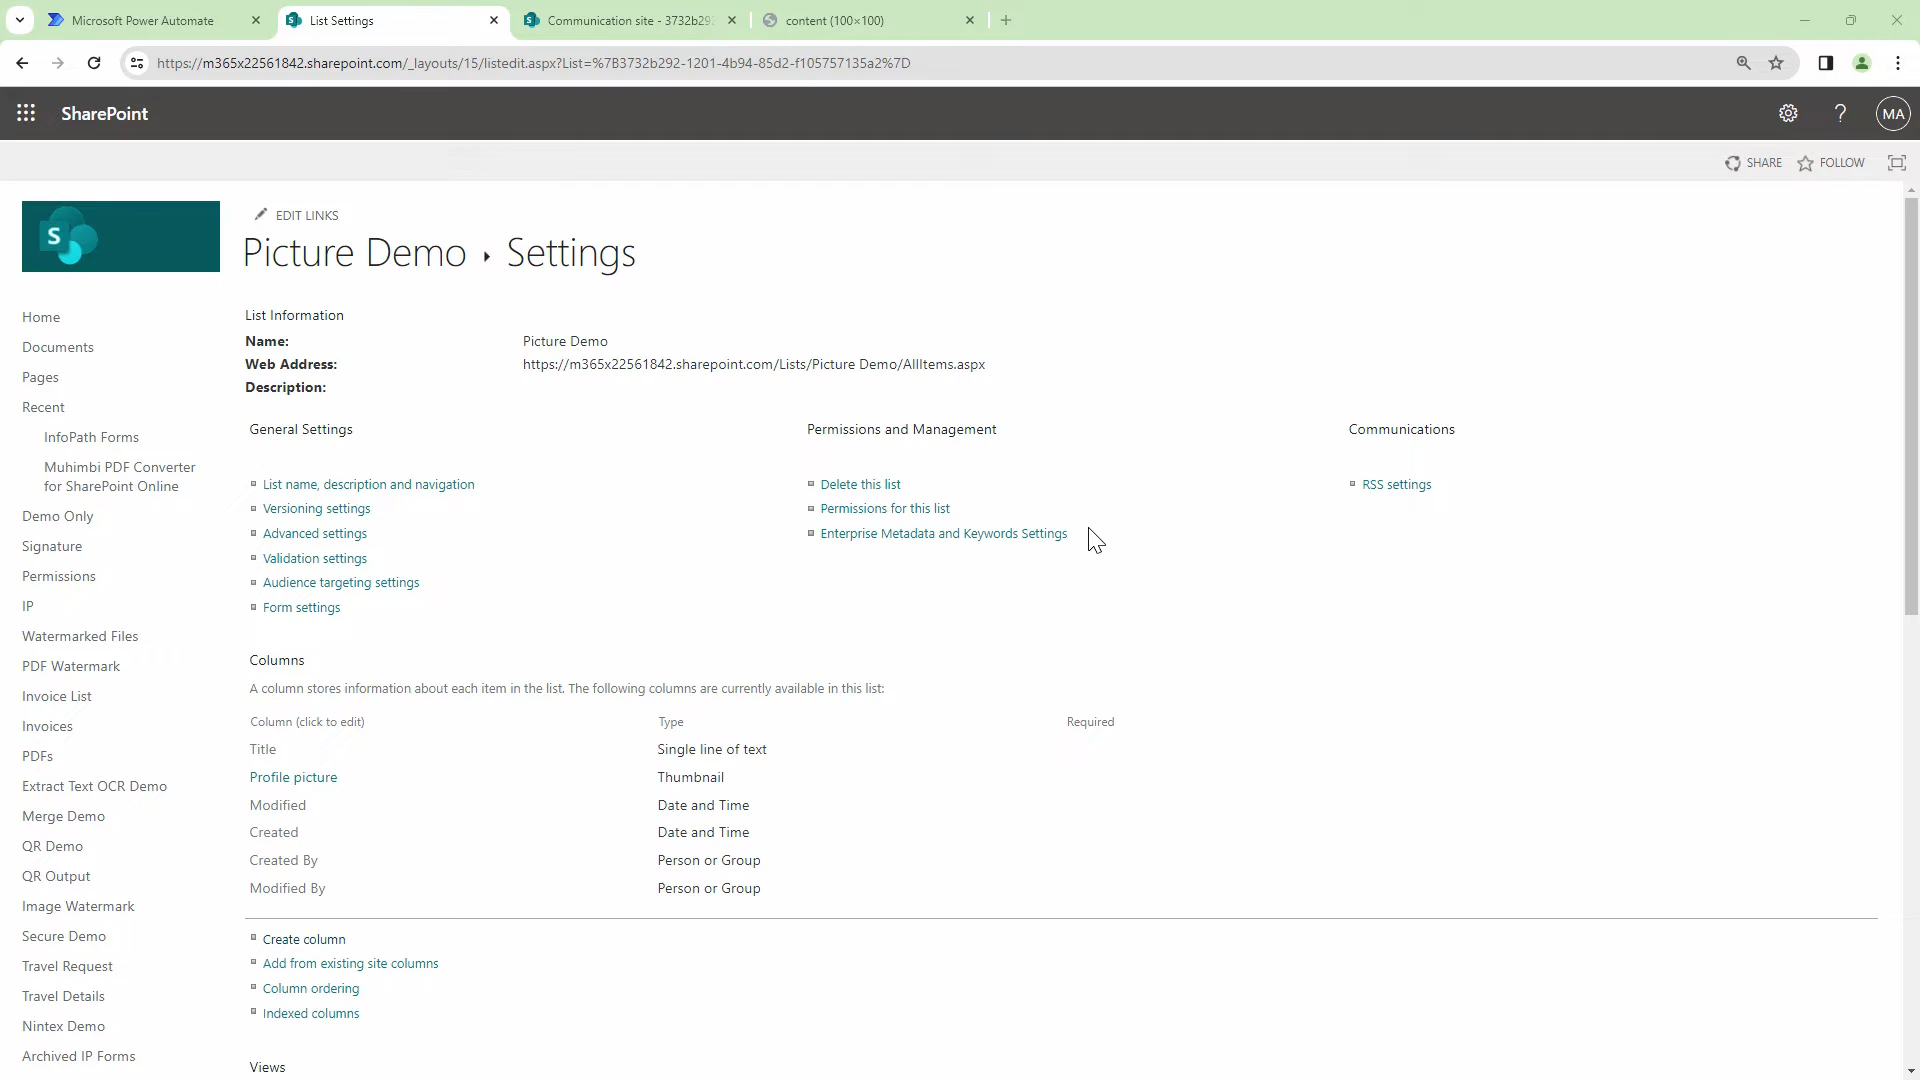 Microsoft Power Automate
List Settings
Communication site - 3732b29
content (100×100)
https://m365x22561842.sharepoint.com/_layouts/15/listedit.aspx?List=%7B3732b292-1201-4b94-85d2-f105757135a2%7D
SharePoint
MA
SHARE
FOLLOW
S
EDIT LINKS
Picture Demo ▸ Settings
Home
Documents
Pages
Recent
InfoPath Forms
Muhimbi PDF Converter
for SharePoint Online
Demo Only
Signature
Permissions
IP
Watermarked Files
PDF Watermark
Invoice List
Invoices
PDFs
Extract Text OCR Demo
Merge Demo
QR Demo
QR Output
Image Watermark
Secure Demo
Travel Request
Travel Details
Nintex Demo
Archived IP Forms
List Information
Name: Picture Demo
Web Address: https://m365x22561842.sharepoint.com/Lists/Picture Demo/AllItems.aspx
Description:
General Settings
List name, description and navigation
Versioning settings
Advanced settings
Validation settings
Audience targeting settings
Form settings
Permissions and Management
Delete this list
Permissions for this list
Enterprise Metadata and Keywords Settings
Communications
RSS settings
Columns
A column stores information about each item in the list. The following columns are currently available in this list:
Column (click to edit) Type Required
Title Single line of text
Profile picture Thumbnail
Modified Date and Time
Created Date and Time
Created By Person or Group
Modified By Person or Group
Create column
Add from existing site columns
Column ordering
Indexed columns
Views